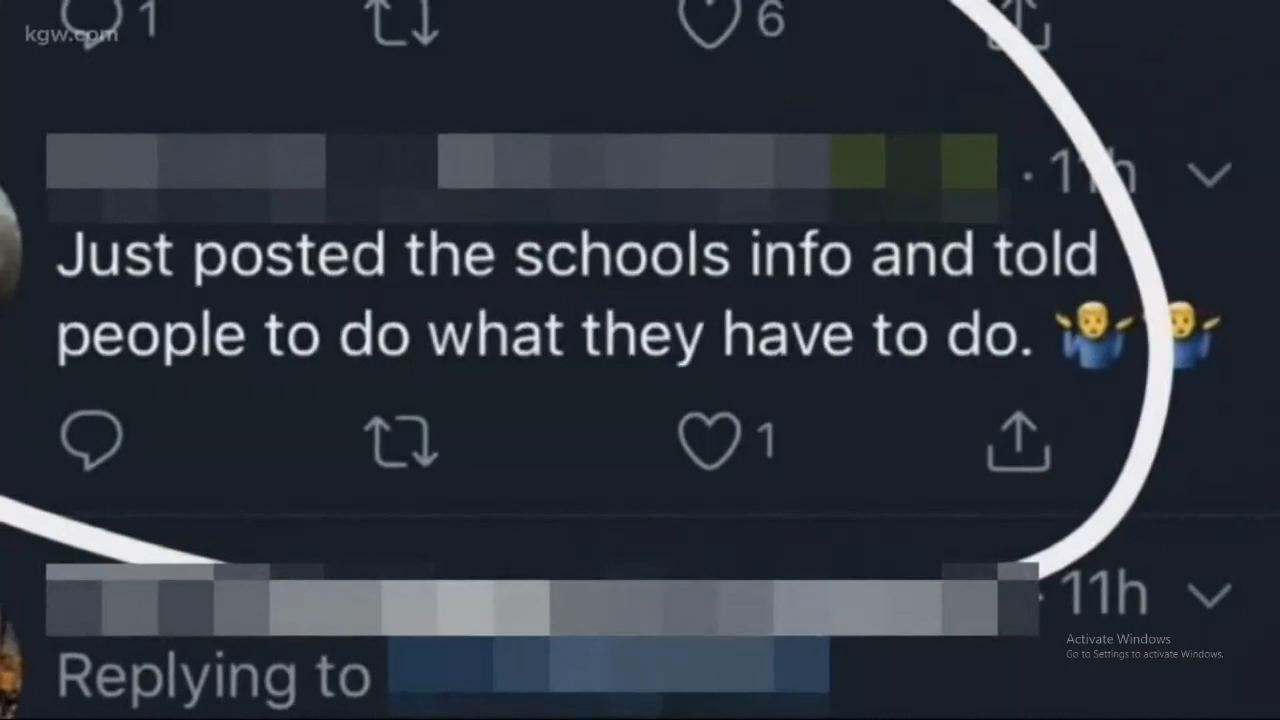 kgw.com
1
6
· 11h
Just posted the schools info and told
people to do what they have to do. 🤷‍♂️ 🤷‍♂️
1
11h
Activate Windows
Go to Settings to activate Windows.
Replying to